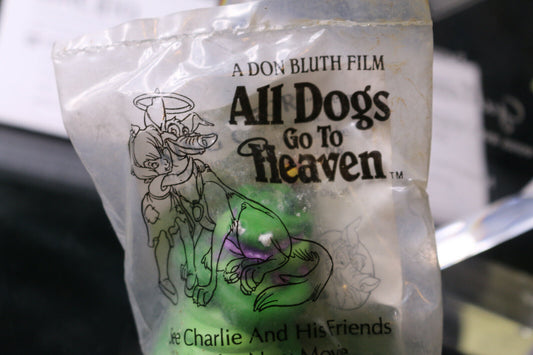 A DON BLUTH FILM
All Dogs
Go To
Heaven™
See Charlie And His Friends